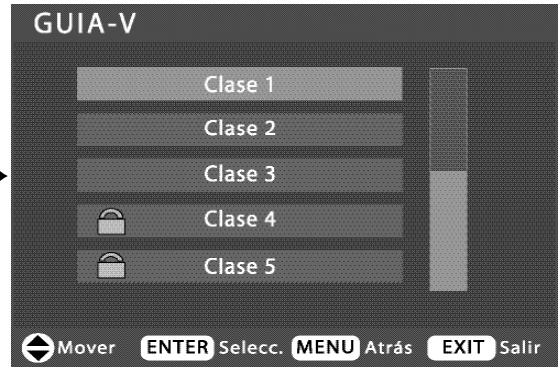 GUIA-V
Clase 1
Clase 2
Clase 3
Clase 4
Clase 5
Mover ENTER Selecc. MENU Atrás EXIT Salir